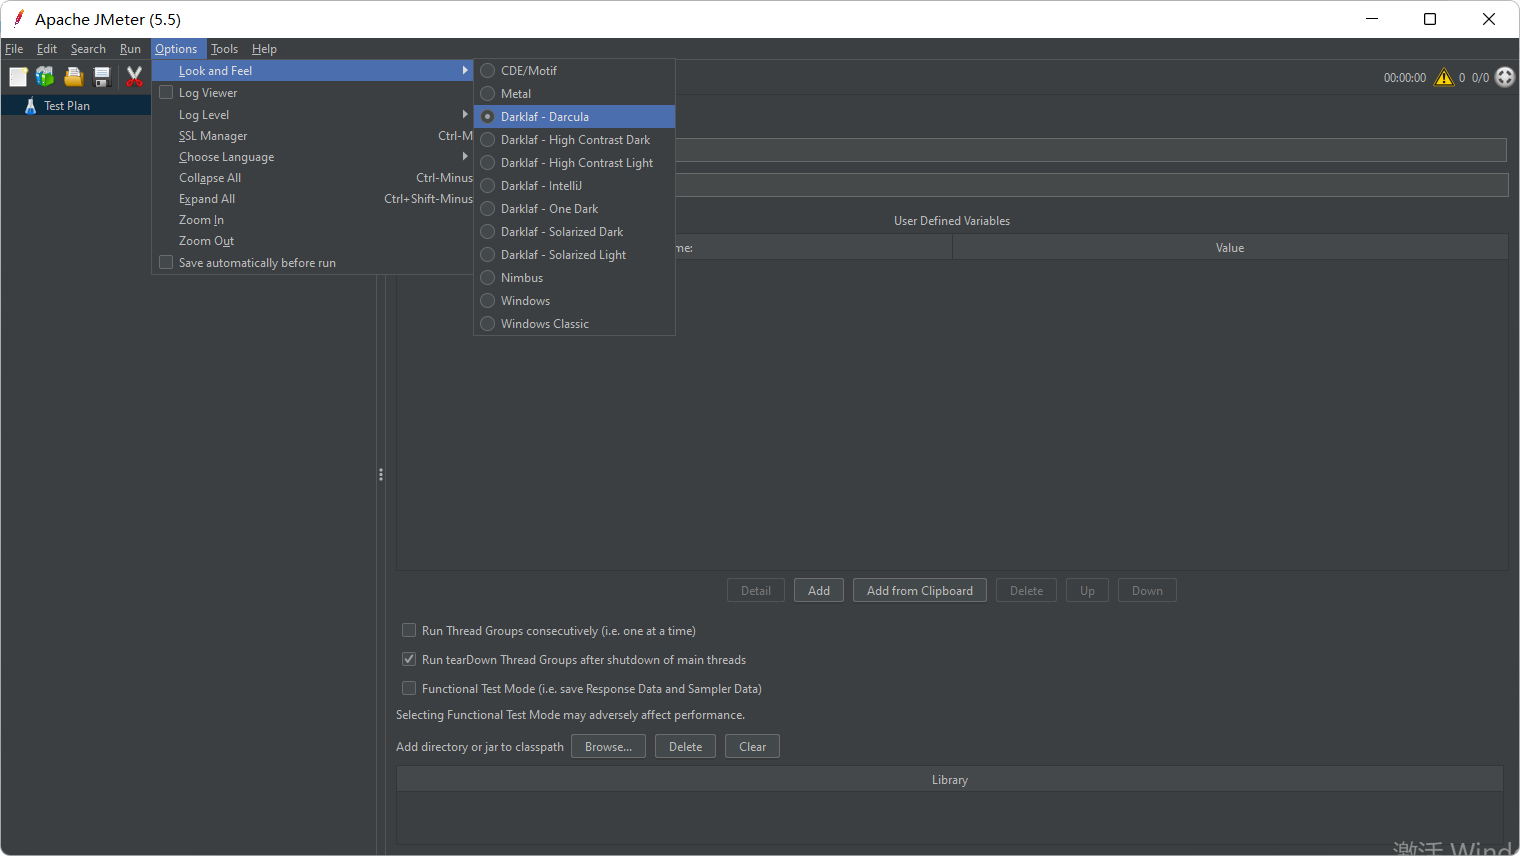 Apache JMeter (5.5)
File Edit Search Run Options Tools Help
00:00:00 0 0/0
Test Plan
Look and Feel
Log Viewer
Log Level
SSL Manager Ctrl-M
Choose Language
Collapse All Ctrl-Minus
Expand All Ctrl+Shift-Minus
Zoom In
Zoom Out
Save automatically before run
CDE/Motif
Metal
Darklaf - Darcula
Darklaf - High Contrast Dark
Darklaf - High Contrast Light
Darklaf - IntelliJ
Darklaf - One Dark
Darklaf - Solarized Dark
Darklaf - Solarized Light
Nimbus
Windows
Windows Classic
User Defined Variables
me: Value
Detail Add Add from Clipboard Delete Up Down
Run Thread Groups consecutively (i.e. one at a time)
Run tearDown Thread Groups after shutdown of main threads
Functional Test Mode (i.e. save Response Data and Sampler Data)
Selecting Functional Test Mode may adversely affect performance.
Add directory or jar to classpath Browse... Delete Clear
Library
激活 Wind